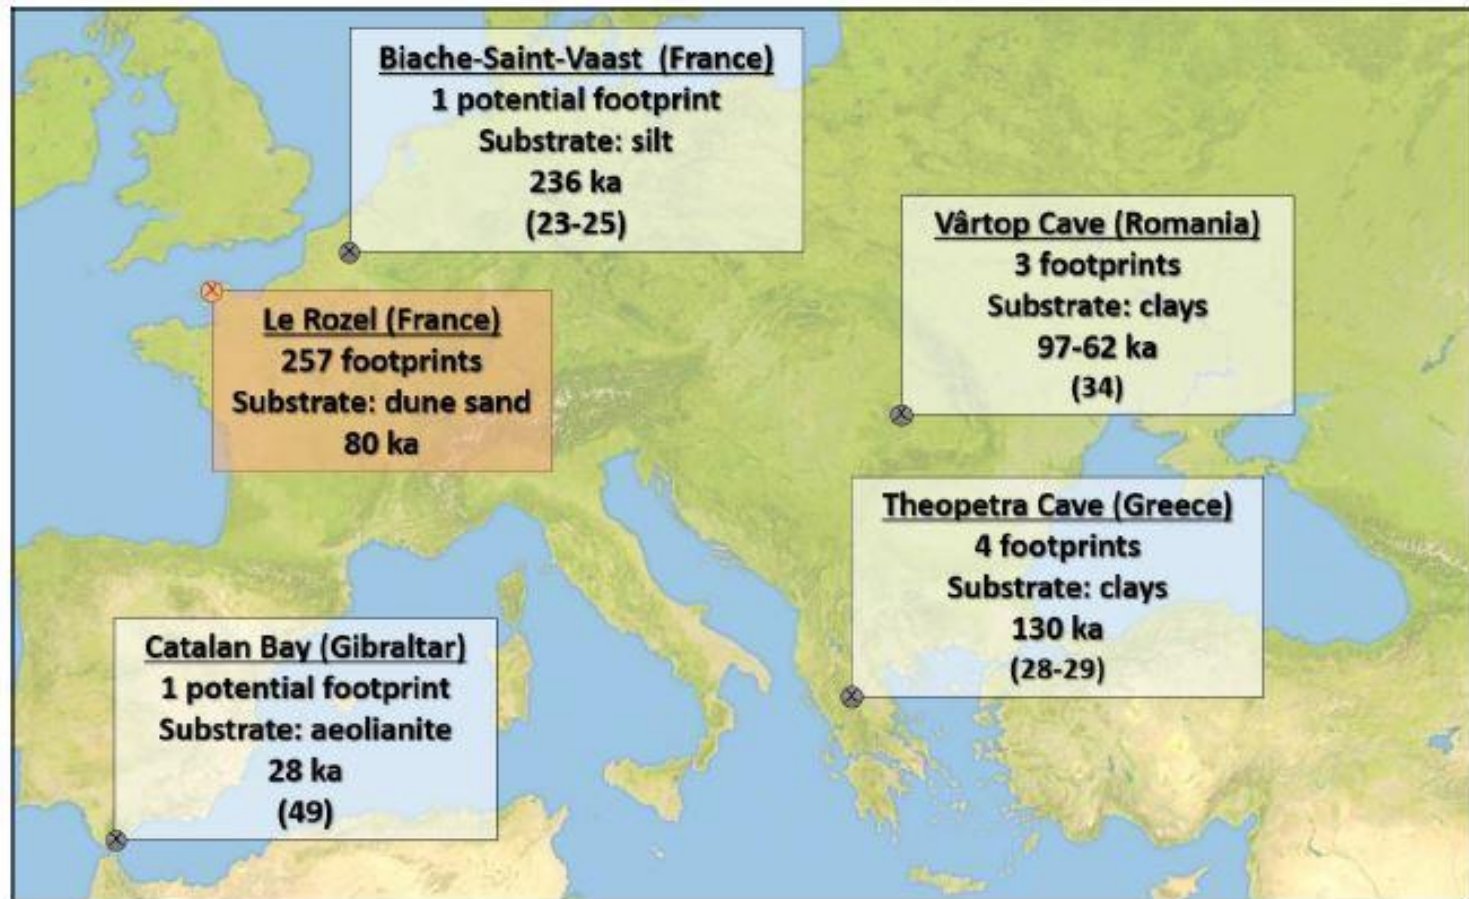 Biache-Saint-Vaast (France)
1 potential footprint
Substrate: silt
236 ka
(23-25)
Vârtop Cave (Romania)
3 footprints
Substrate: clays
97-62 ka
(34)
Le Rozel (France)
257 footprints
Substrate: dune sand
80 ka
Theopetra Cave (Greece)
4 footprints
Substrate: clays
130 ka
(28-29)
Catalan Bay (Gibraltar)
1 potential footprint
Substrate: aeolianite
28 ka
(49)